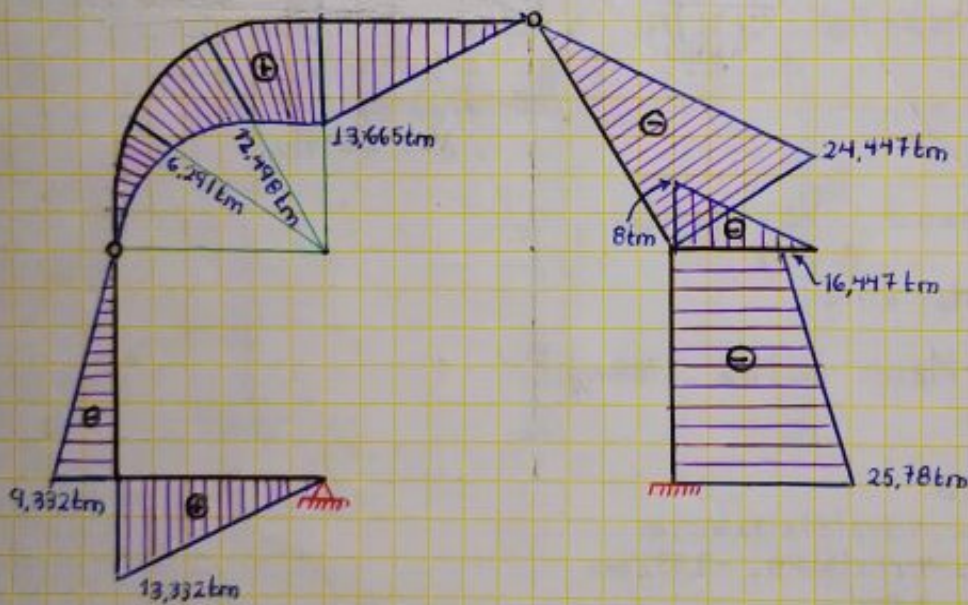 +
13,665tm
12,498tm
6,291tm
-
24,447tm
8tm
-
16,447tm
-
-
9,332tm
+
25,78tm
13,332tm